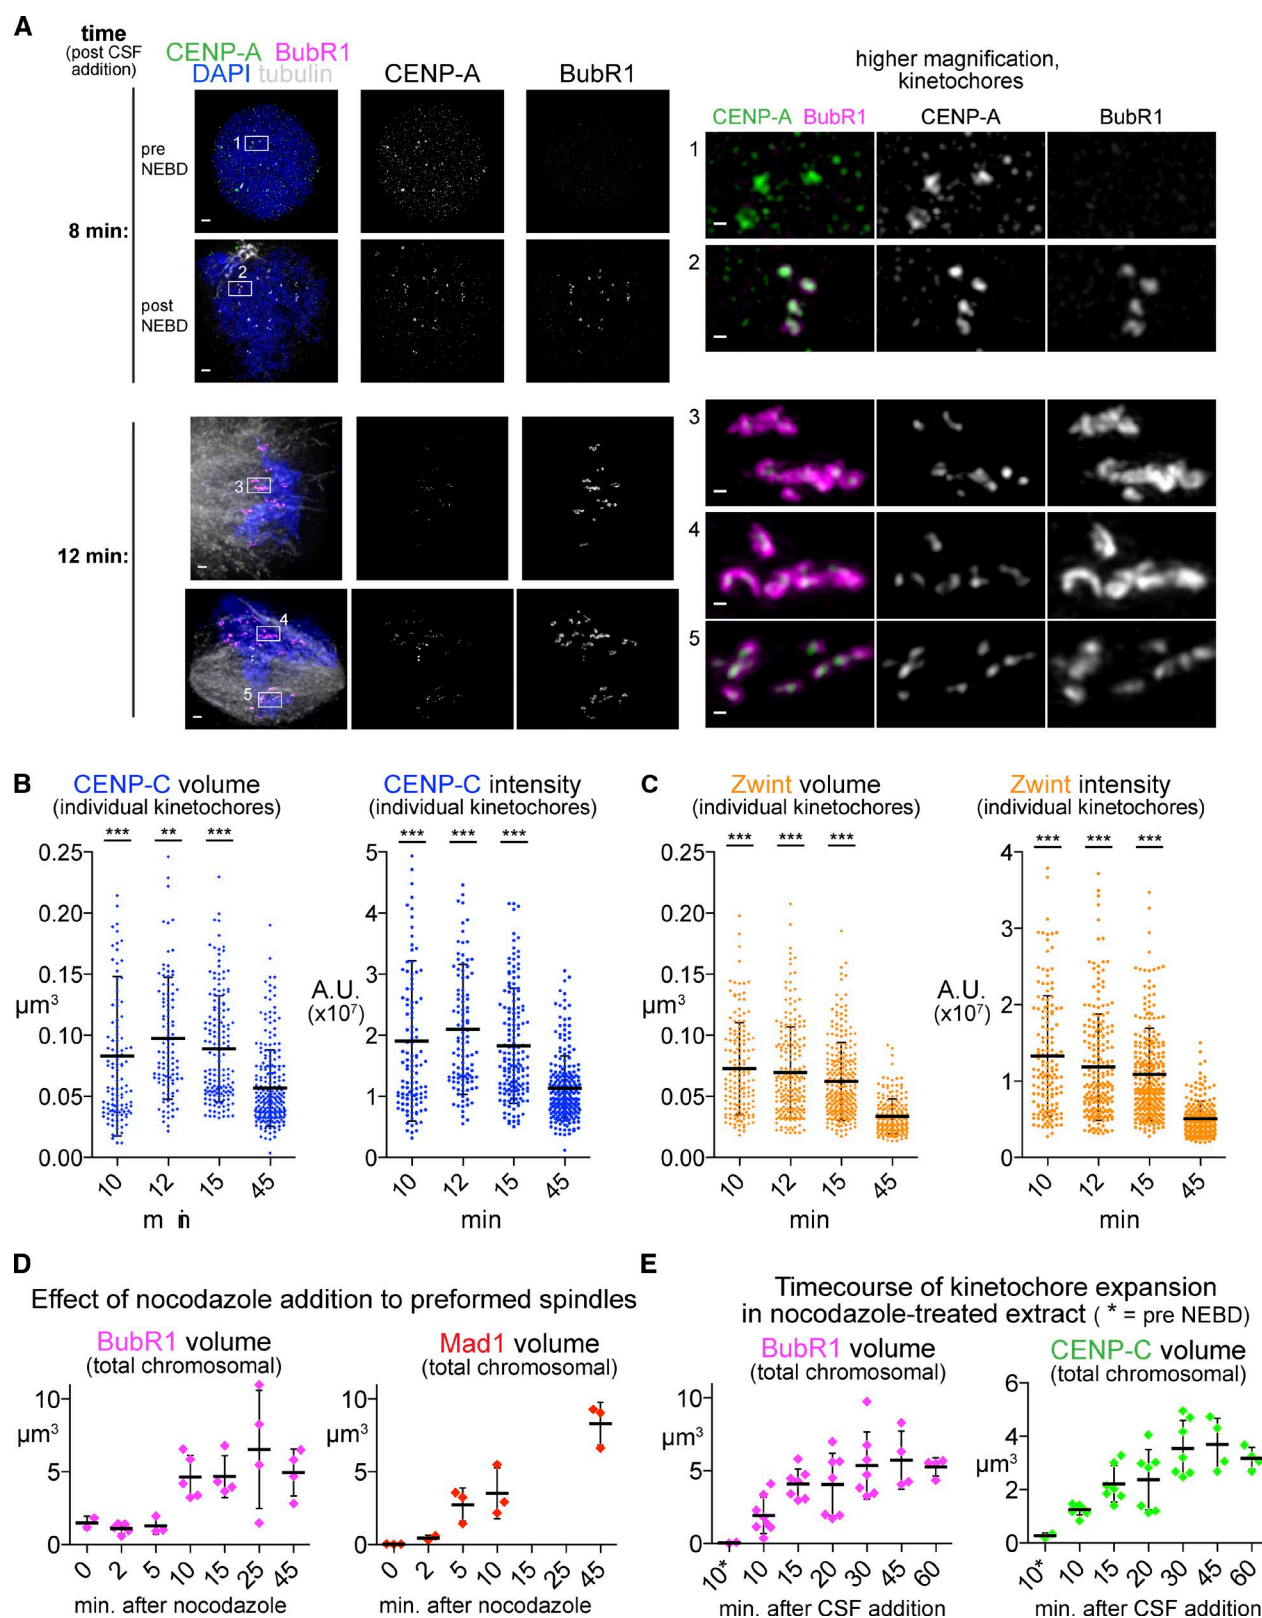 A
time
(post CSF
addition)
CENP-A BubR1
DAPI tubulin
CENP-A
BubR1
higher magnification,
kinetochores
CENP-A BubR1
CENP-A
BubR1
pre
NEBD
1
8 min:
post
NEBD
2
1
2
12 min:
3
4
5
3
4
5
B
CENP-C volume
(individual kinetochores)
*** ** ***
0.25
0.20
0.15
µm3
0.10
0.05
0.00
10 12 15 45
min
CENP-C intensity
(individual kinetochores)
*** *** ***
5
4
3
A.U.
(x107)
2
1
0
10 12 15 45
min
C
Zwint volume
(individual kinetochores)
*** *** ***
0.25
0.20
0.15
µm3
0.10
0.05
0.00
10 12 15 45
min
Zwint intensity
(individual kinetochores)
*** *** ***
4
3
A.U.
(x107)
2
1
0
10 12 15 45
min
D
Effect of nocodazole addition to preformed spindles
BubR1 volume
(total chromosomal)
10
µm3
5
0
0 2 5 10 15 25 45
min. after nocodazole
Mad1 volume
(total chromosomal)
10
µm3
5
0
0 2 5 10 15 25 45
min. after nocodazole
E
Timecourse of kinetochore expansion
in nocodazole-treated extract ( * = pre NEBD)
BubR1 volume
(total chromosomal)
10
µm3
5
0
10* 10 15 20 30 45 60
min. after CSF addition
CENP-C volume
(total chromosomal)
6
4
µm3
2
0
10* 10 15 20 30 45 60
min. after CSF addition